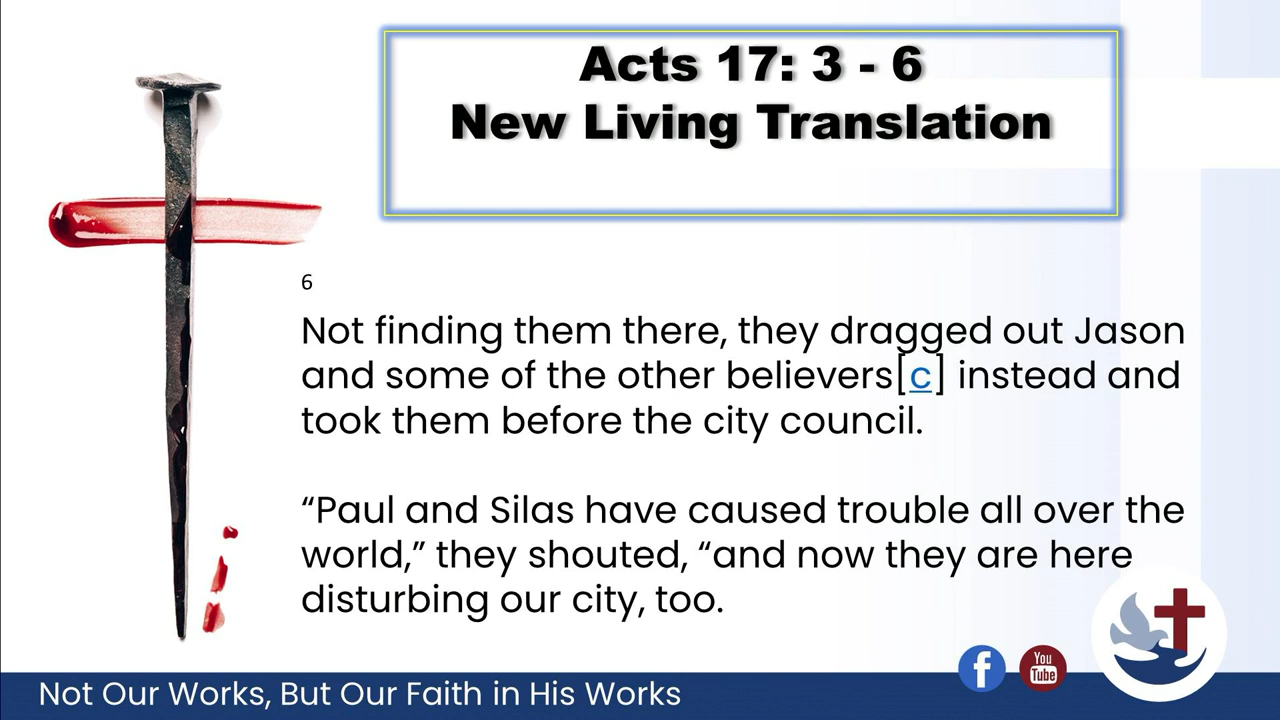 Acts 17: 3 - 6
New Living Translation
6
Not finding them there, they dragged out Jason
and some of the other believers[c] instead and
took them before the city council.
“Paul and Silas have caused trouble all over the
world,” they shouted, “and now they are here
disturbing our city, too.
f
You
Tube
Not Our Works, But Our Faith in His Works